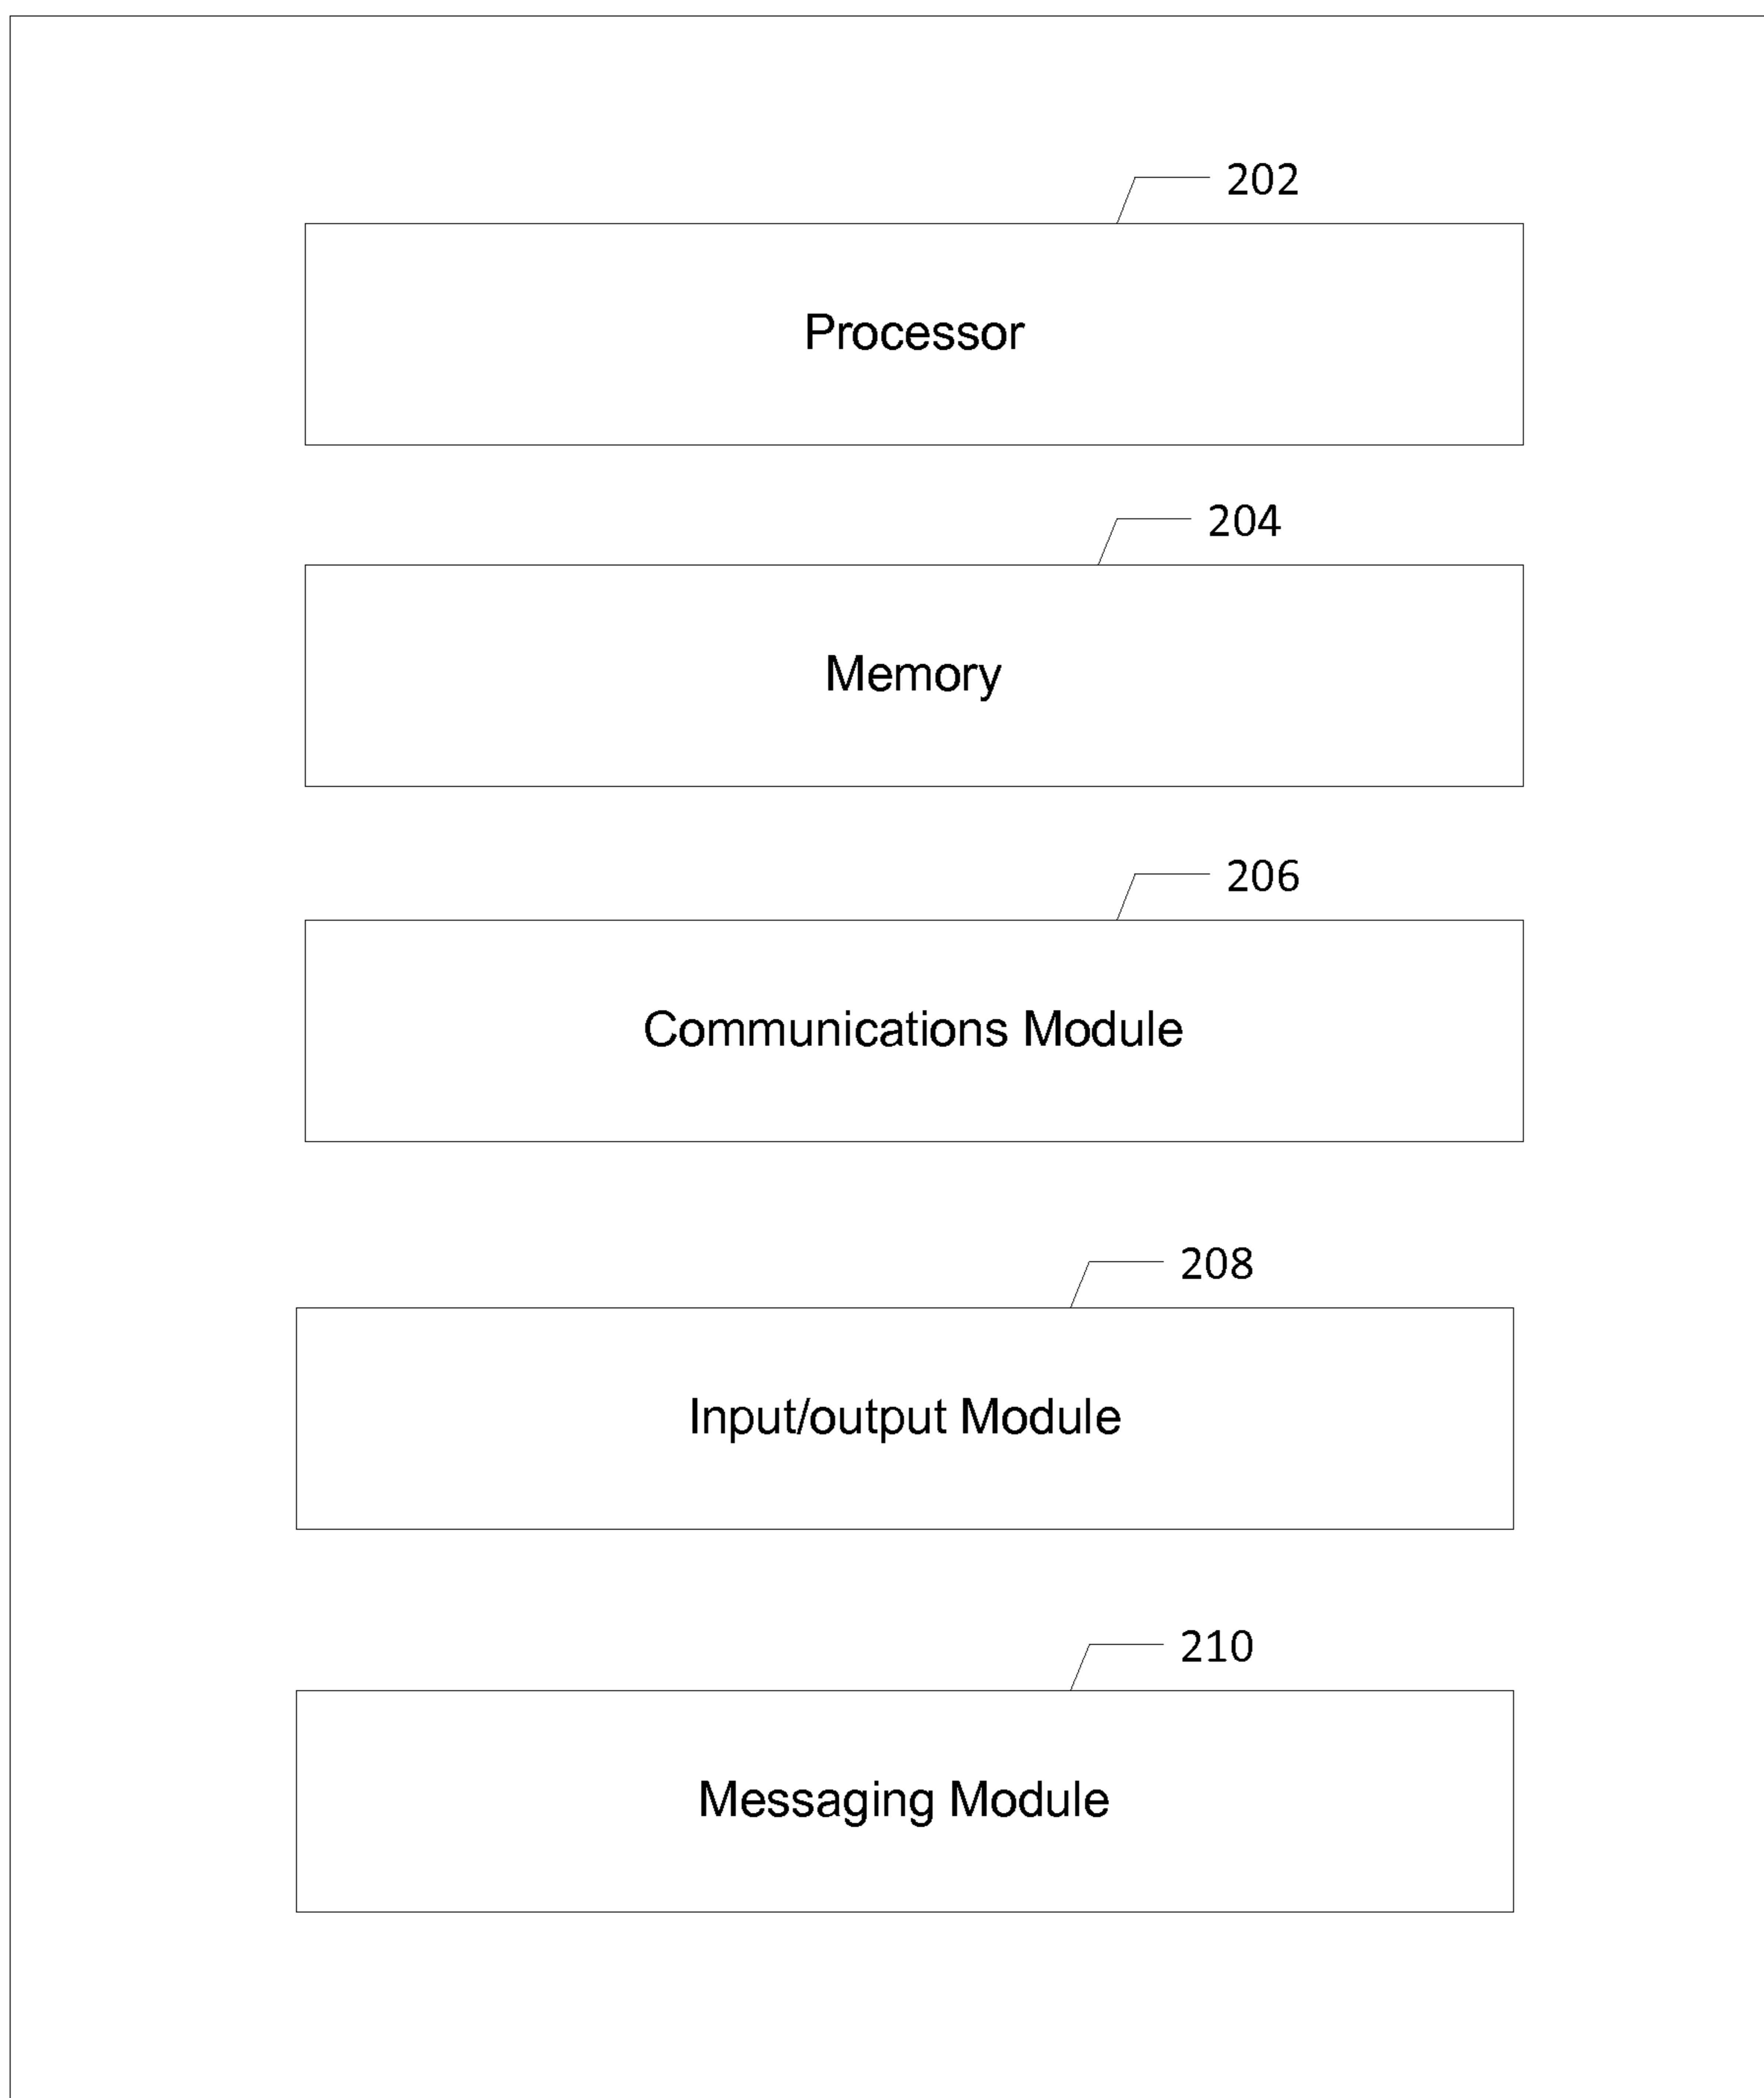 202
Processor
204
Memory
206
Communications Module
208
Input/output Module
210
Messaging Module